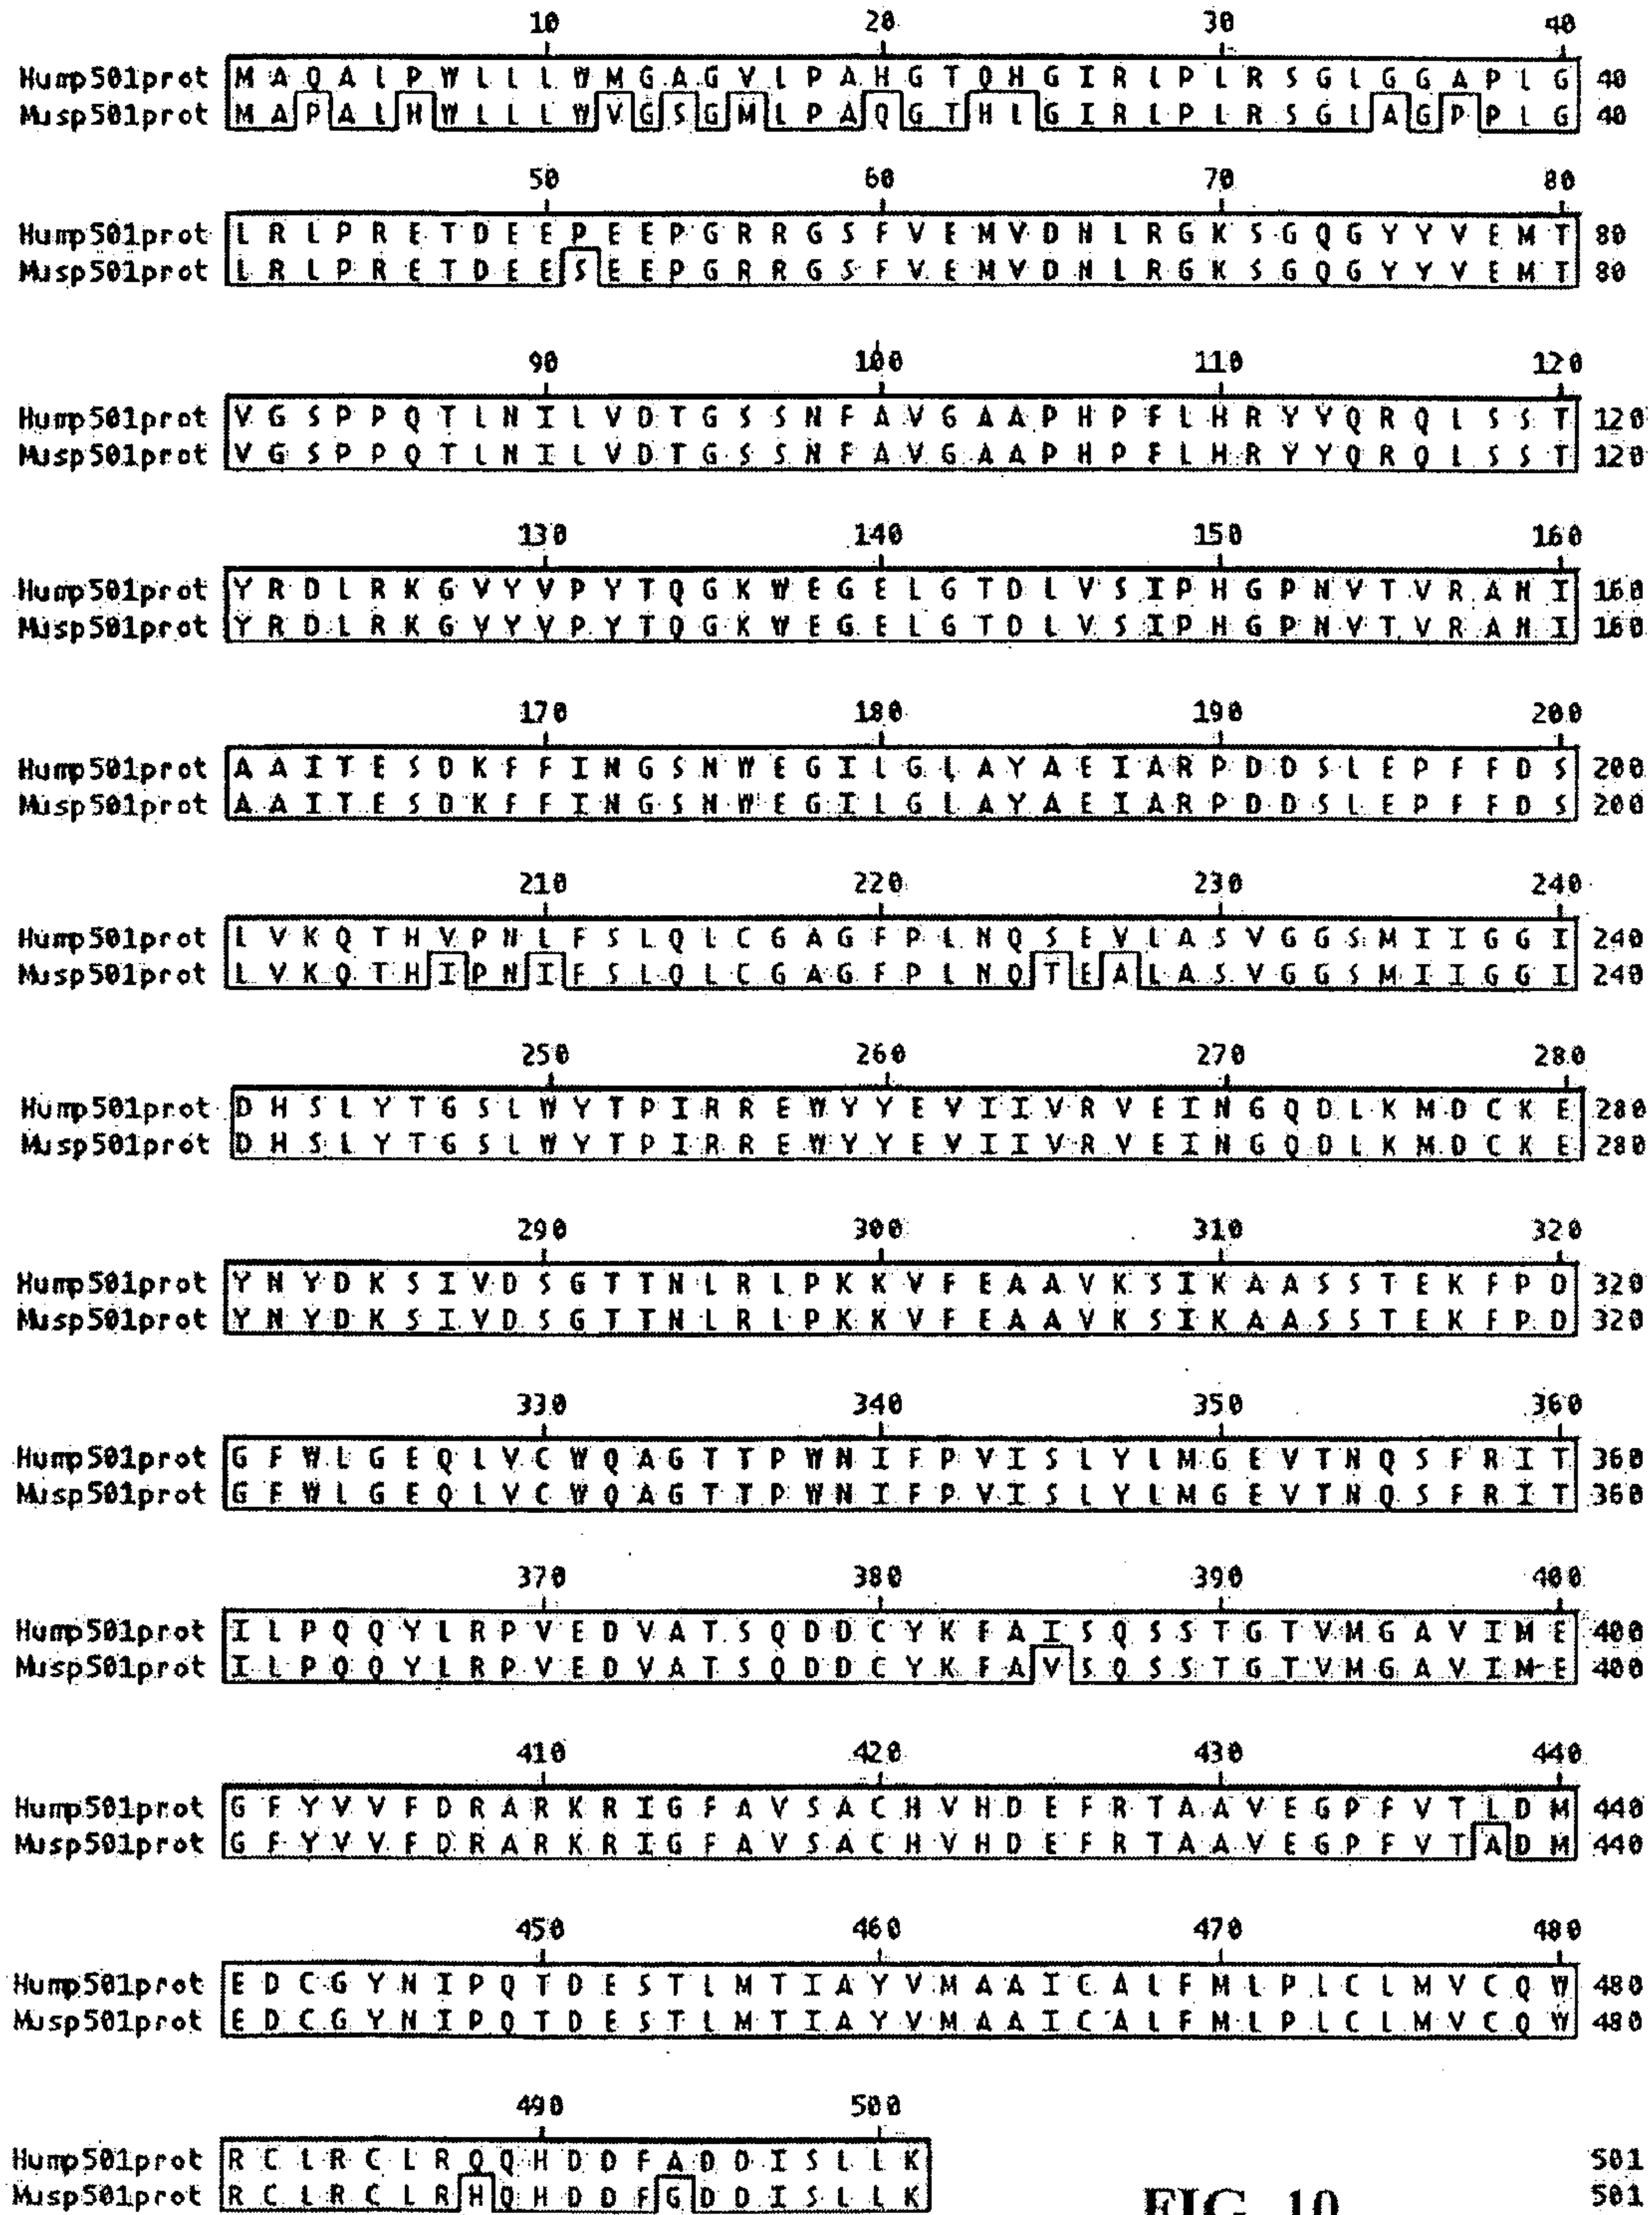 10 20 30 40
Hump501prot M A Q A L P W L L L W M G A G V L P A H G T Q H G I R L P L R S G L G G A P L G 40
Musp501prot M A P A L H W L L L W V G S G M L P A Q G T H L G I R L P L R S G L A G P P L G 40
50 60 70 80
Hump501prot L R L P R E T D E E P E E P G R R G S F V E M V D N L R G K S G Q G Y Y V E M T 80
Musp501prot L R L P R E T D E E S E E P G R R G S F V E M V D N L R G K S G Q G Y Y V E M T 80
90 100 110 120
Hump501prot V G S P P Q T L N I L V D T G S S N F A V G A A P H P F L H R Y Y Q R Q L S S T 120
Musp501prot V G S P P Q T L N I L V D T G S S N F A V G A A P H P F L H R Y Y Q R Q L S S T 120
130 140 150 160
Hump501prot Y R D L R K G V Y V P Y T Q G K W E G E L G T D L V S I P H G P N V T V R A N I 160
Musp501prot Y R D L R K G V Y V P Y T Q G K W E G E L G T D L V S I P H G P N V T V R A N I 160
170 180 190 200
Hump501prot A A I T E S D K F F I N G S N W E G I L G L A Y A E I A R P D D S L E P F F D S 200
Musp501prot A A I T E S D K F F I N G S N W E G I L G L A Y A E I A R P D D S L E P F F D S 200
210 220 230 240
Hump501prot L V K Q T H V P N L F S L Q L C G A G F P L N Q S E V L A S V G G S M I I G G I 240
Musp501prot L V K Q T H I P N I F S L Q L C G A G F P L N Q T E A L A S V G G S M I I G G I 240
250 260 270 280
Hump501prot D H S L Y T G S L W Y T P I R R E W Y Y E V I I V R V E I N G Q D L K M D C K E 280
Musp501prot D H S L Y T G S L W Y T P I R R E W Y Y E V I I V R V E I N G Q D L K M D C K E 280
290 300 310 320
Hump501prot Y N Y D K S I V D S G T T N L R L P K K V F E A A V K S I K A A S S T E K F P D 320
Musp501prot Y N Y D K S I V D S G T T N L R L P K K V F E A A V K S I K A A S S T E K F P D 320
330 340 350 360
Hump501prot G F W L G E Q L V C W Q A G T T P W N I F P V I S L Y L M G E V T N Q S F R I T 360
Musp501prot G F W L G E Q L V C W Q A G T T P W N I F P V I S L Y L M G E V T N Q S F R I T 360
370 380 390 400
Hump501prot I L P Q Q Y L R P V E D V A T S Q D D C Y K F A I S Q S S T G T V M G A V I M E 400
Musp501prot I L P Q Q Y L R P V E D V A T S Q D D C Y K F A V S Q S S T G T V M G A V I M E 400
410 420 430 440
Hump501prot G F Y V V F D R A R K R I G F A V S A C H V H D E F R T A A V E G P F V T L D M 440
Musp501prot G F Y V V F D R A R K R I G F A V S A C H V H D E F R T A A V E G P F V T A D M 440
450 460 470 480
Hump501prot E D C G Y N I P Q T D E S T L M T I A Y V M A A I C A L F M L P L C L M V C Q W 480
Musp501prot E D C G Y N I P Q T D E S T L M T I A Y V M A A I C A L F M L P L C L M V C Q W 480
490 500
Hump501prot R C L R C L R Q Q H D D F A D D I S L L K 501
Musp501prot R C L R C L R H Q H D D F G D D I S L L K 501
FIG. 10